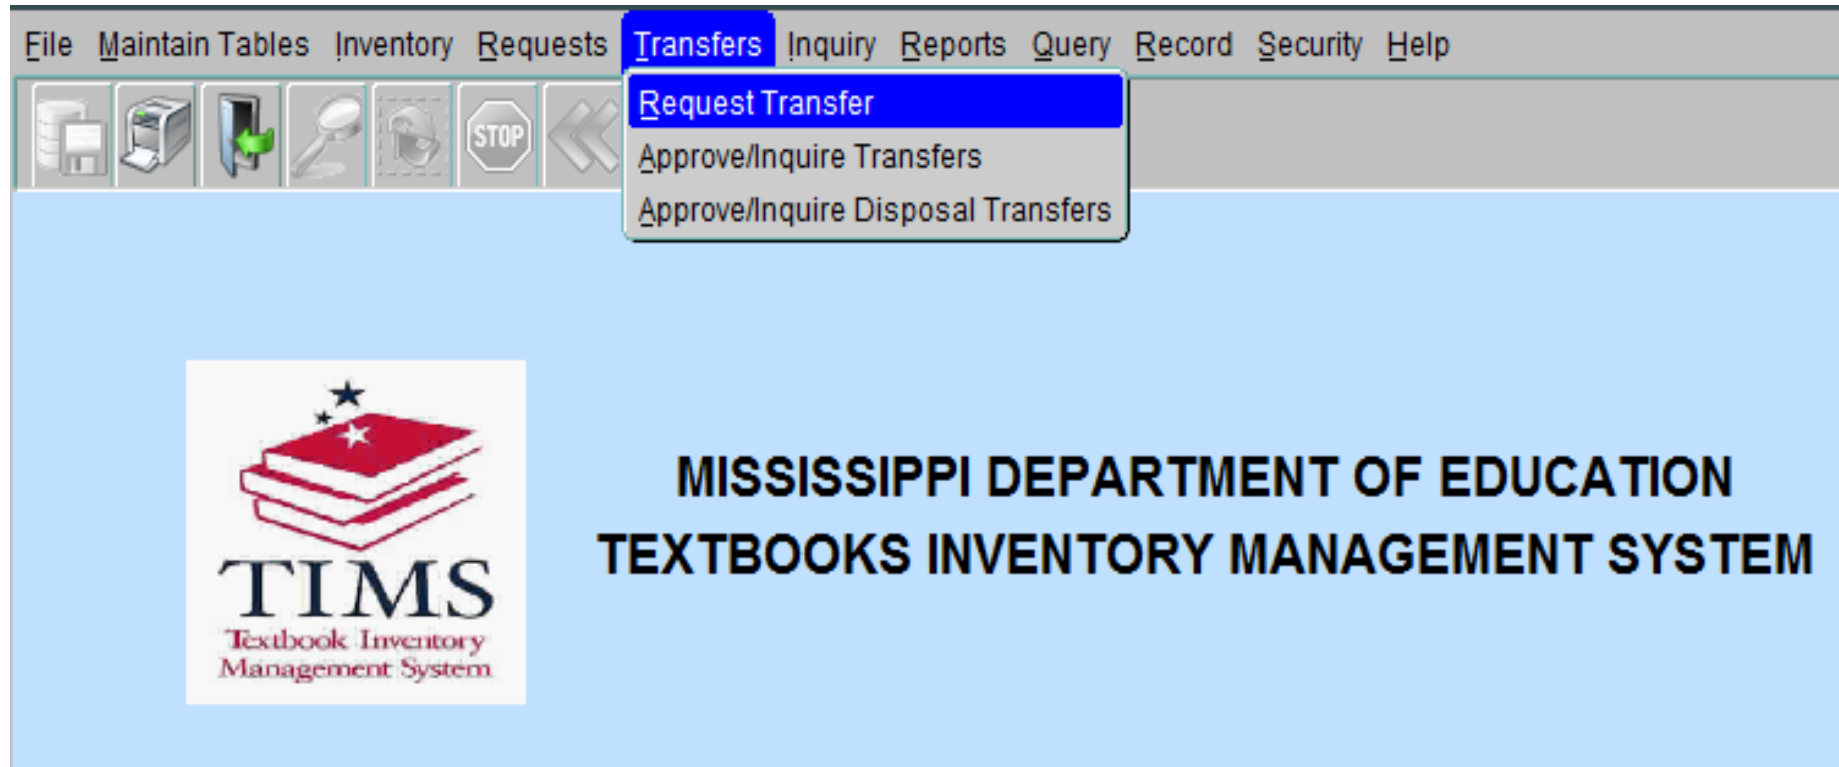 File Maintain Tables Inventory Requests Transfers Inquiry Reports Query Record Security Help
Request Transfer
STOP
Approve/Inquire Transfers
Approve/Inquire Disposal Transfers
MISSISSIPPI DEPARTMENT OF EDUCATION
TEXTBOOKS INVENTORY MANAGEMENT SYSTEM
TIMS
Textbook Inventory
Management System